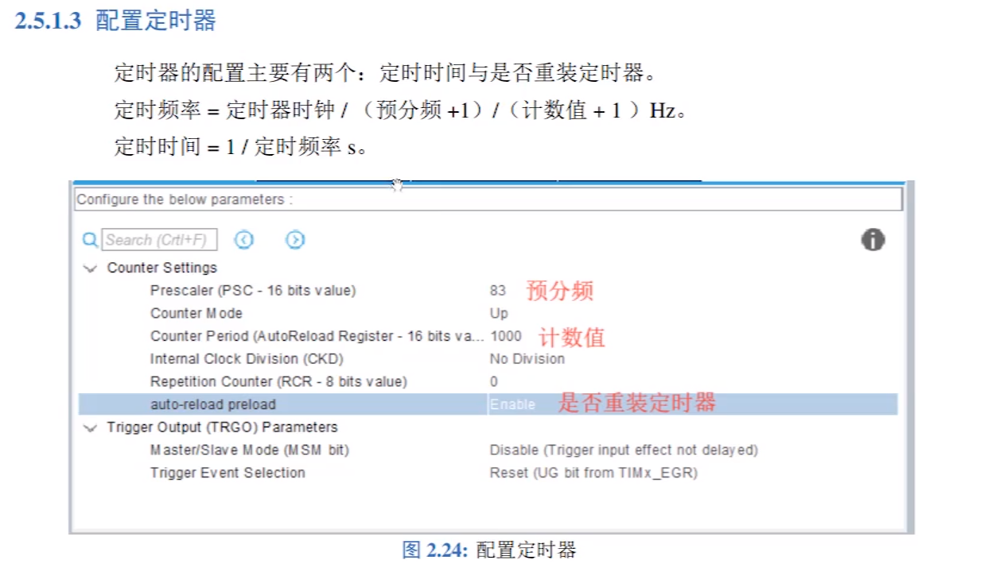 2.5.1.3 配置定时器
定时器的配置主要有两个：定时时间与是否重装定时器。
定时频率 = 定时器时钟 / （预分频 +1）/（计数值 + 1 ）Hz。
定时时间 = 1 / 定时频率 s。
Configure the below parameters :
Search (Crtl+F)
Counter Settings
Prescaler (PSC - 16 bits value) 83 预分频
Counter Mode Up
Counter Period (AutoReload Register - 16 bits va... 1000 计数值
Internal Clock Division (CKD) No Division
Repetition Counter (RCR - 8 bits value) 0
auto-reload preload Enable 是否重装定时器
Trigger Output (TRGO) Parameters
Master/Slave Mode (MSM bit) Disable (Trigger input effect not delayed)
Trigger Event Selection Reset (UG bit from TIMx_EGR)
图 2.24: 配置定时器